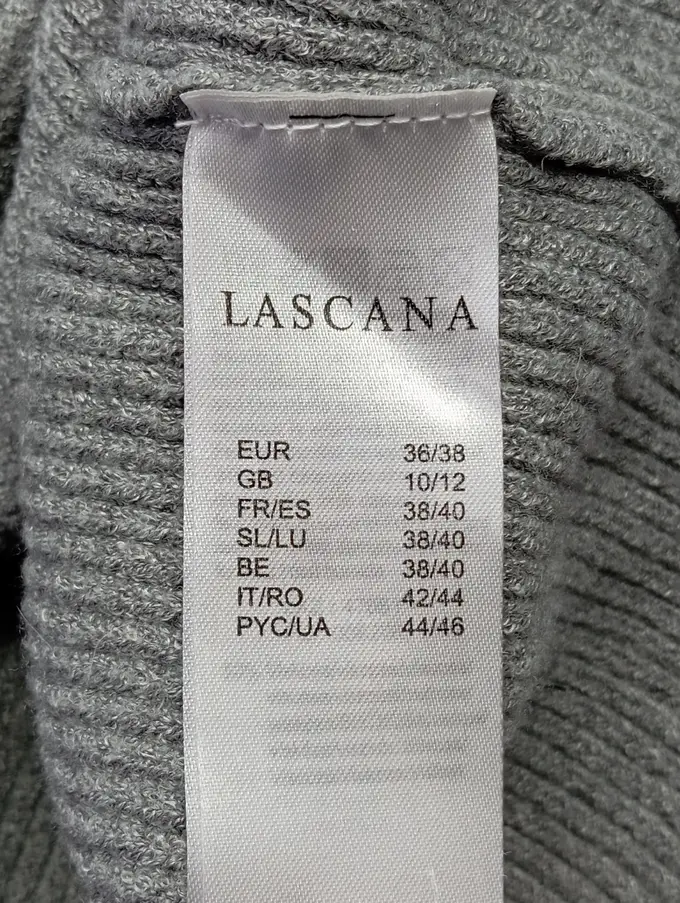 LASCANA
EUR 36/38
GB 10/12
FR/ES 38/40
SL/LU 38/40
BE 38/40
IT/RO 42/44
PYC/UA 44/46